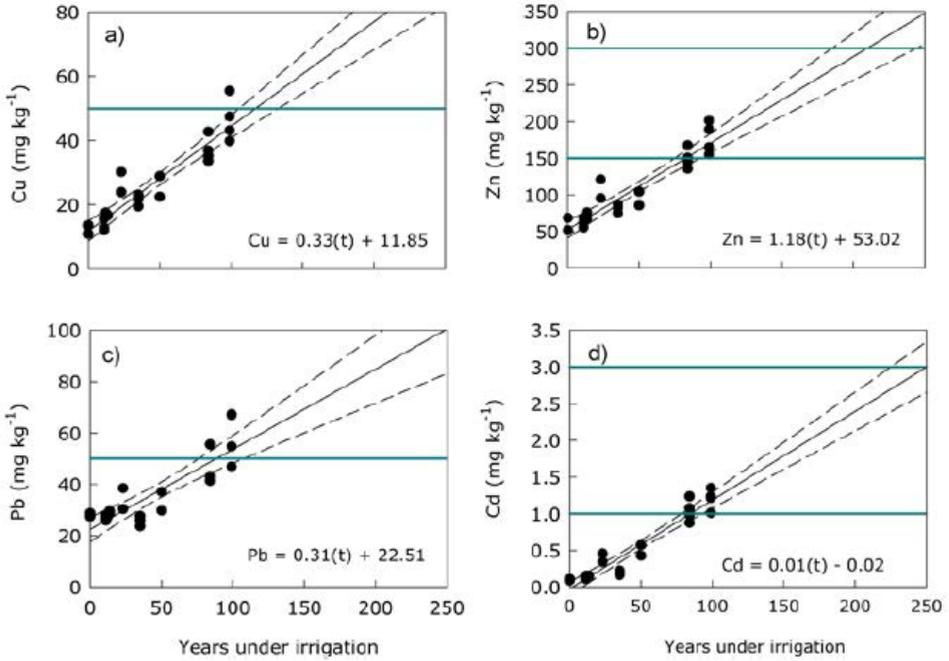 a)
80
60
40
20
0
Cu (mg kg⁻¹)
Cu = 0.33(t) + 11.85
b)
350
300
250
200
150
100
50
0
Zn (mg kg⁻¹)
Zn = 1.18(t) + 53.02
c)
100
80
60
40
20
0
Pb (mg kg⁻¹)
Pb = 0.31(t) + 22.51
0 50 100 150 200 250
Years under irrigation
d)
3.5
3.0
2.5
2.0
1.5
1.0
0.5
0.0
Cd (mg kg⁻¹)
Cd = 0.01(t) - 0.02
0 50 100 150 200 250
Years under irrigation